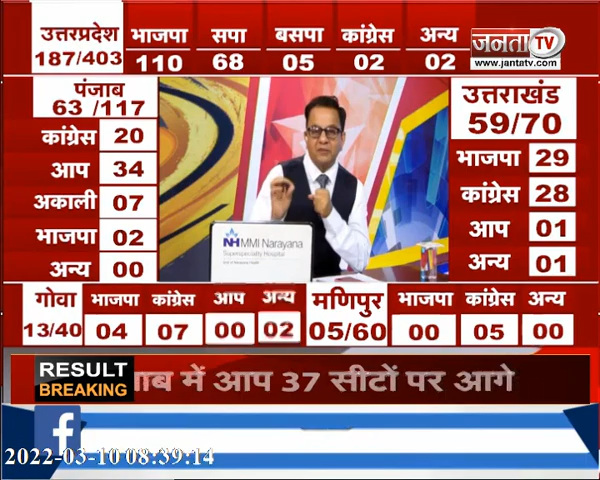 उत्तरप्रदेश
187/403
भाजपा सपा बसपा कांग्रेस अन्य
110 68 05 02 02
जनता TV
www.jantatv.com
पंजाब
63 /117
कांग्रेस 20
आप 34
अकाली 07
भाजपा 02
अन्य 00
उत्तराखंड
59/70
भाजपा 29
कांग्रेस 28
आप 01
अन्य 01
NH MMI Narayana
Superspeciality Hospital
गोवा
13/40
भाजपा कांग्रेस आप अन्य
04 07 00 02
मणिपुर
05/60
भाजपा कांग्रेस अन्य
00 05 00
RESULT
BREAKING
में आप 37 सीटों पर आगे
f
2022-03-10 08:39:14